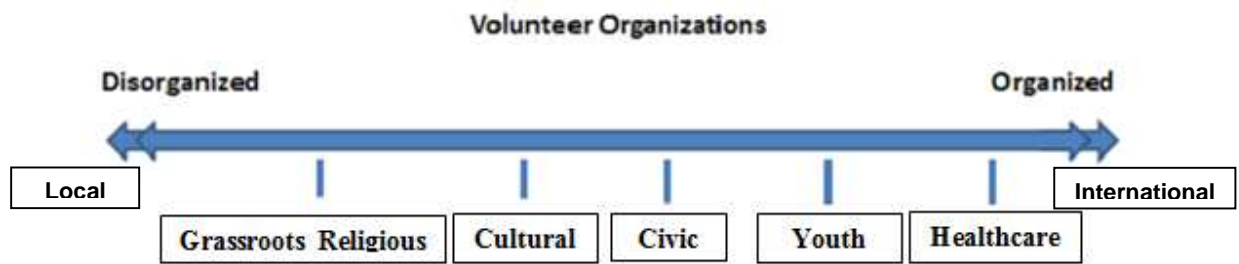 Volunteer Organizations
Disorganized Organized
Local International
Grassroots Religious Cultural Civic Youth Healthcare